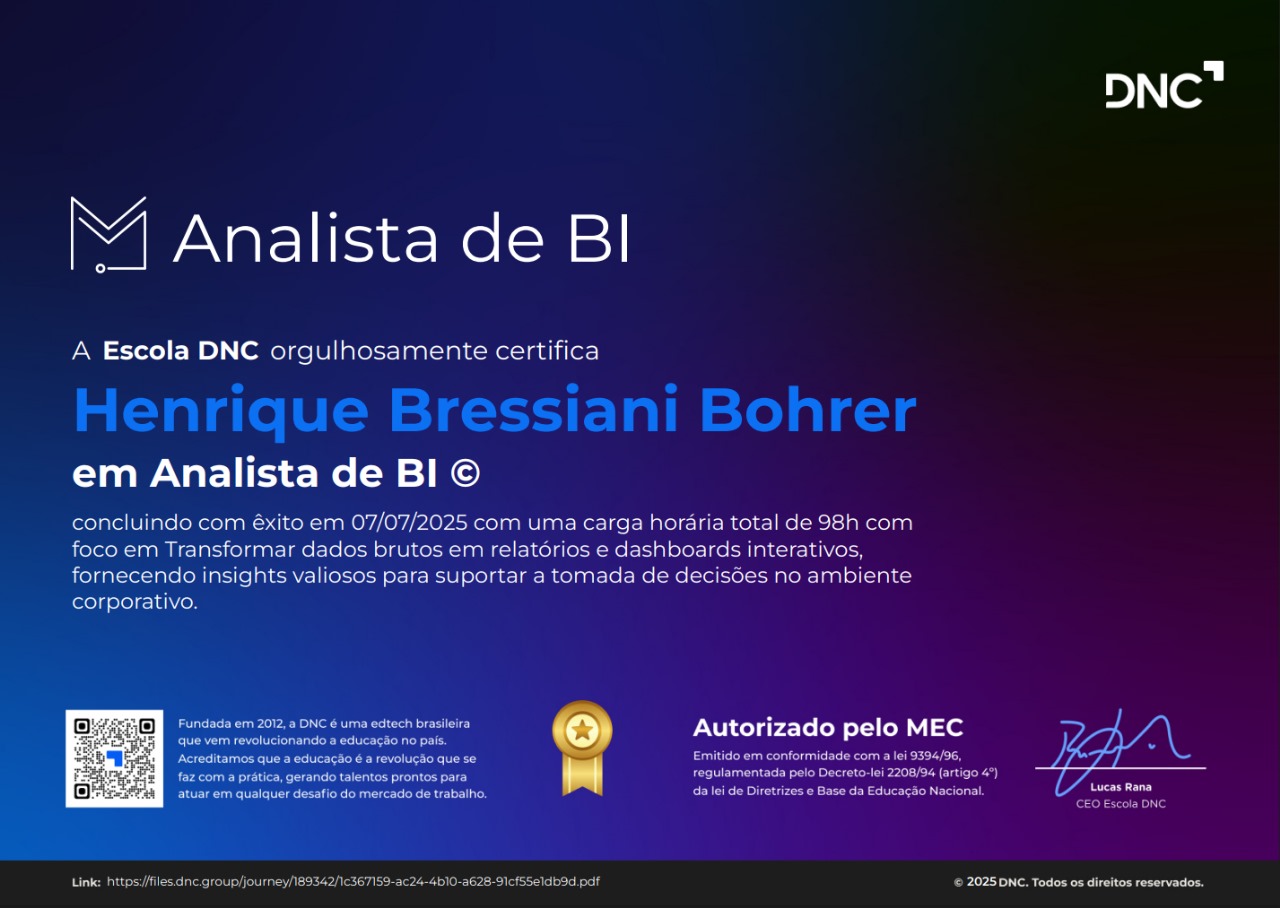 DNC
Analista de BI
A Escola DNC orgulhosamente certifica
Henrique Bressiani Bohrer
em Analista de BI ©
concluindo com êxito em 07/07/2025 com uma carga horária total de 98h com
foco em Transformar dados brutos em relatórios e dashboards interativos,
fornecendo insights valiosos para suportar a tomada de decisões no ambiente
corporativo.
Fundada em 2012, a DNC é uma edtech brasileira
que vem revolucionando a educação no país.
Acreditamos que a educação é a revolução que se
faz com a prática, gerando talentos prontos para
atuar em qualquer desafio do mercado de trabalho.
Autorizado pelo MEC
Emitido em conformidade com a lei 9394/96,
regulamentada pelo Decreto-lei 2208/94 (artigo 4º)
da lei de Diretrizes e Base da Educação Nacional.
Lucas Rana
CEO Escola DNC
Link: https://files.dnc.group/journey/189342/1c367159-ac24-4b10-a628-91cf55e1db9d.pdf
© 2025 DNC. Todos os direitos reservados.